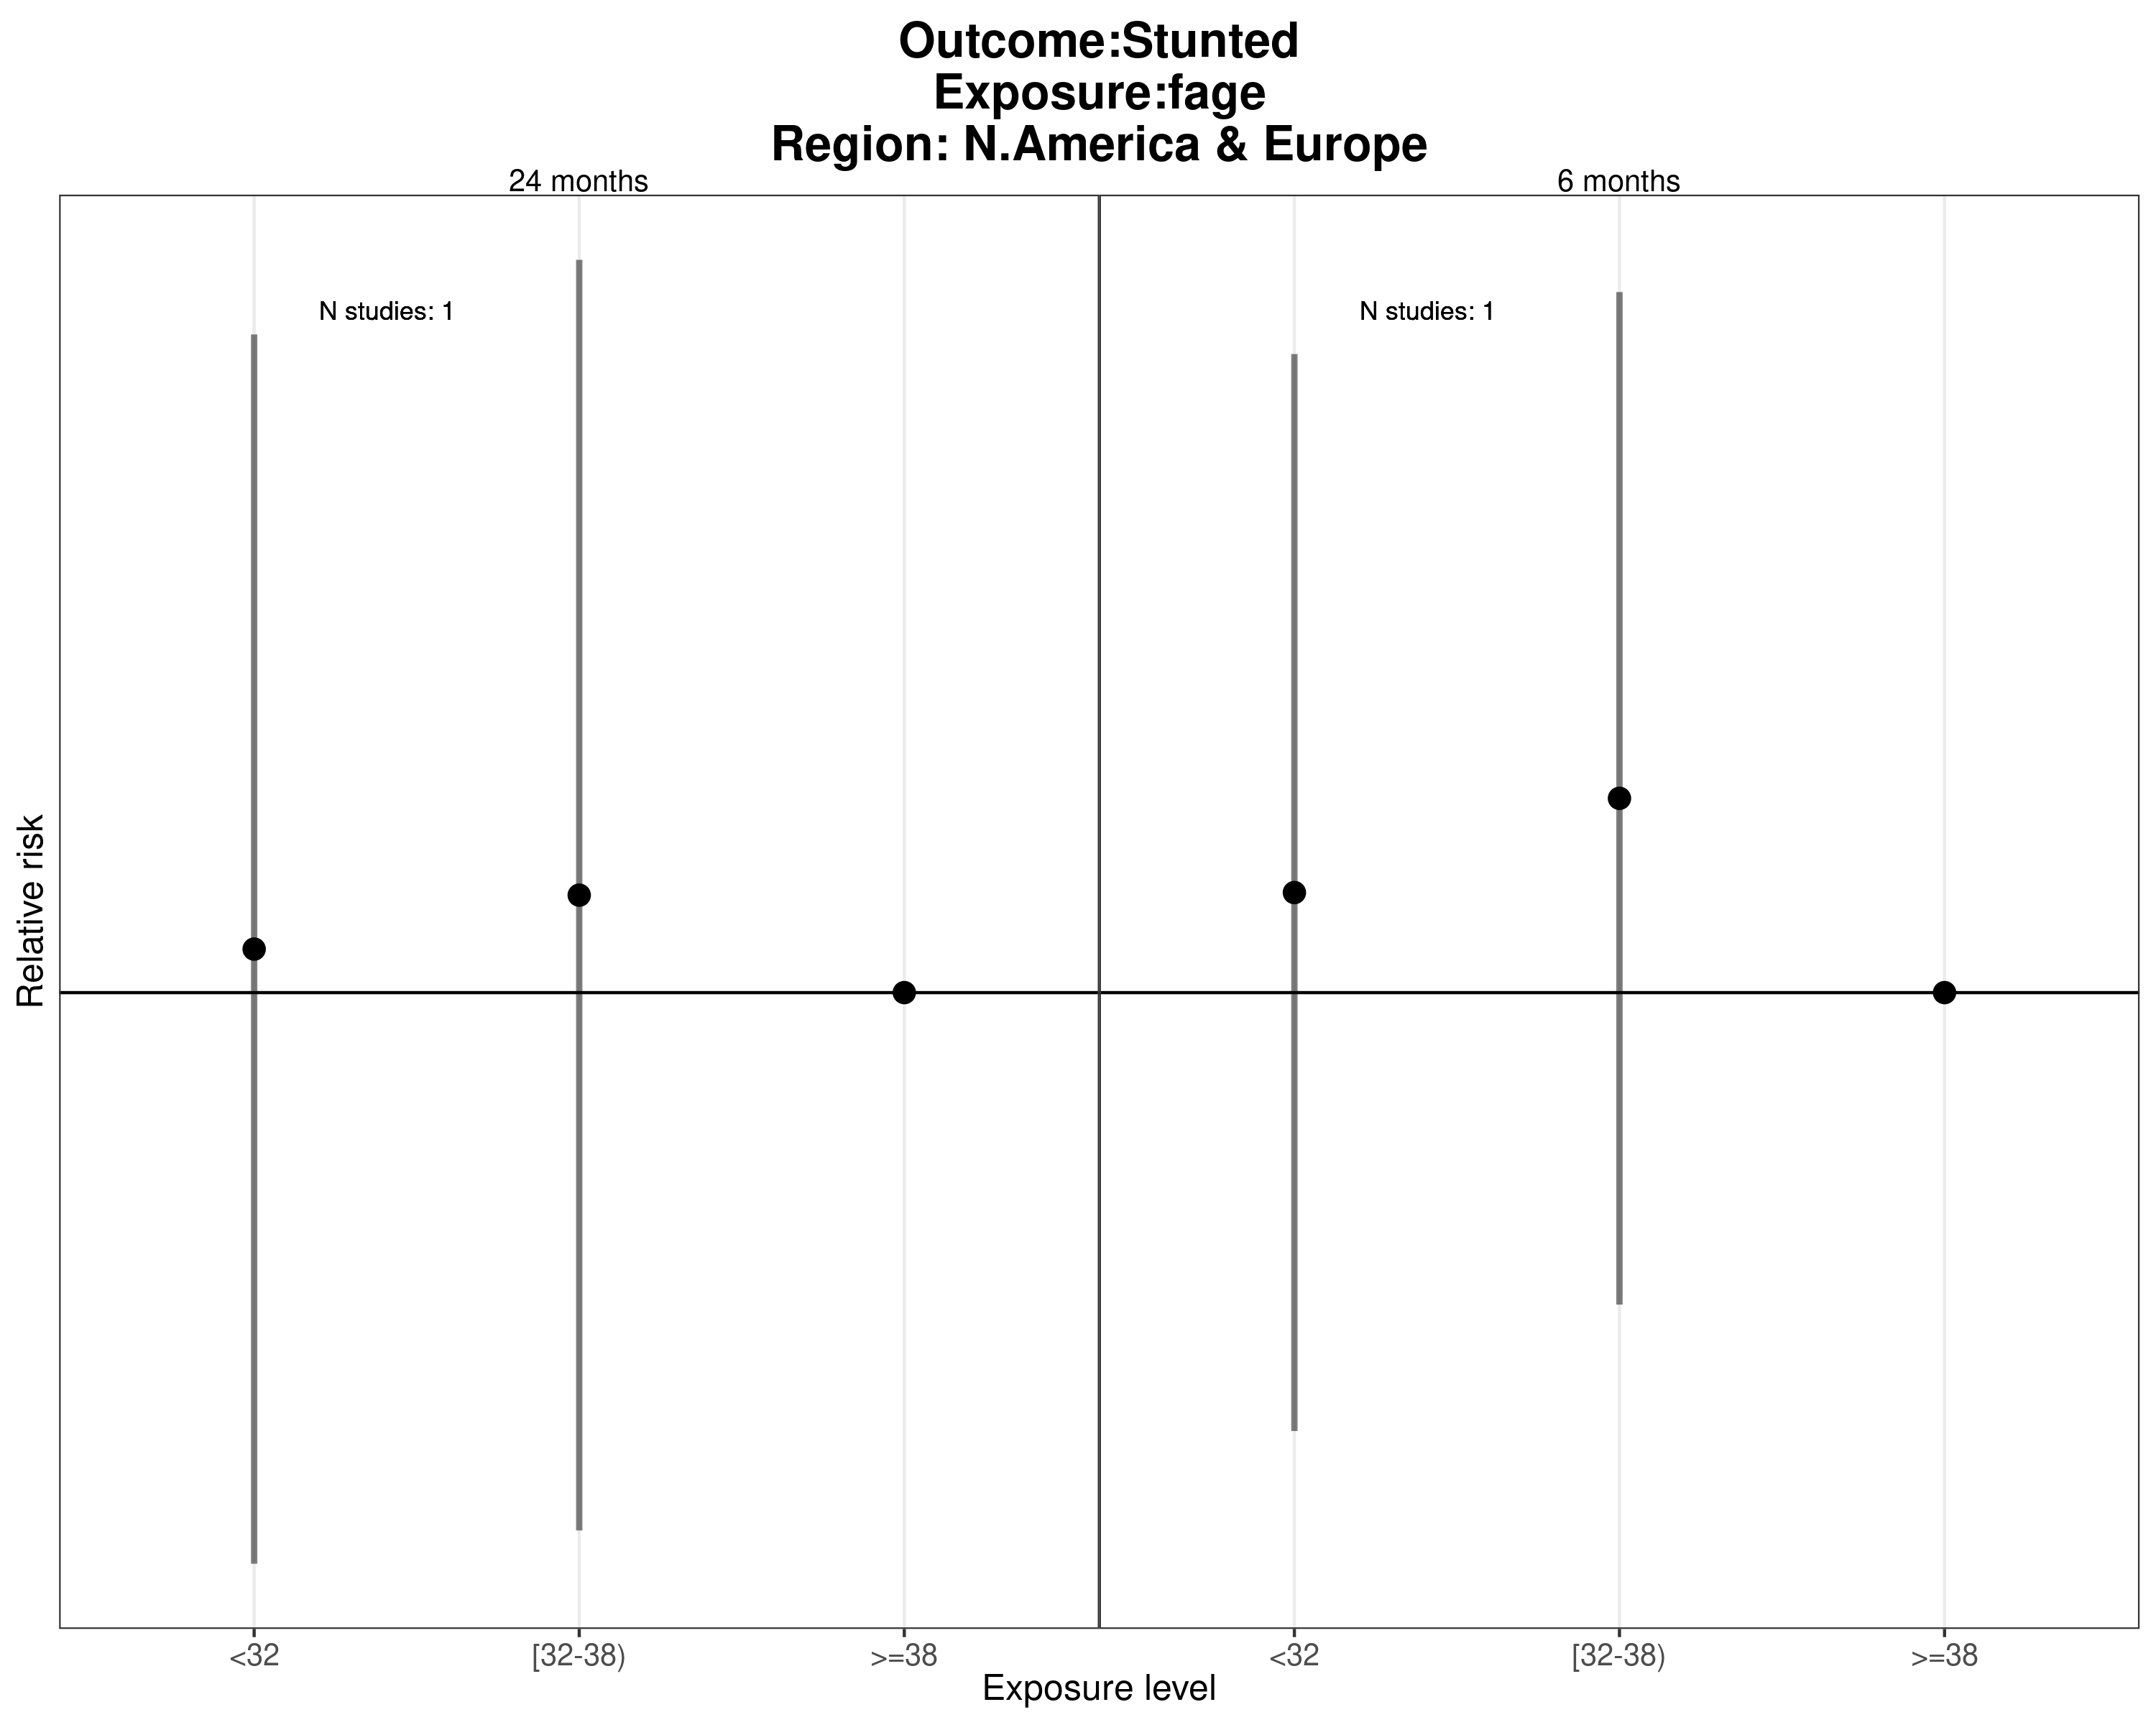 Outcome:Stunted
Exposure:fage
Region: N.America & Europe
24 months
6 months
N studies: 1
N studies: 1
Relative risk
<32
[32-38)
>=38
<32
[32-38)
>=38
Exposure level